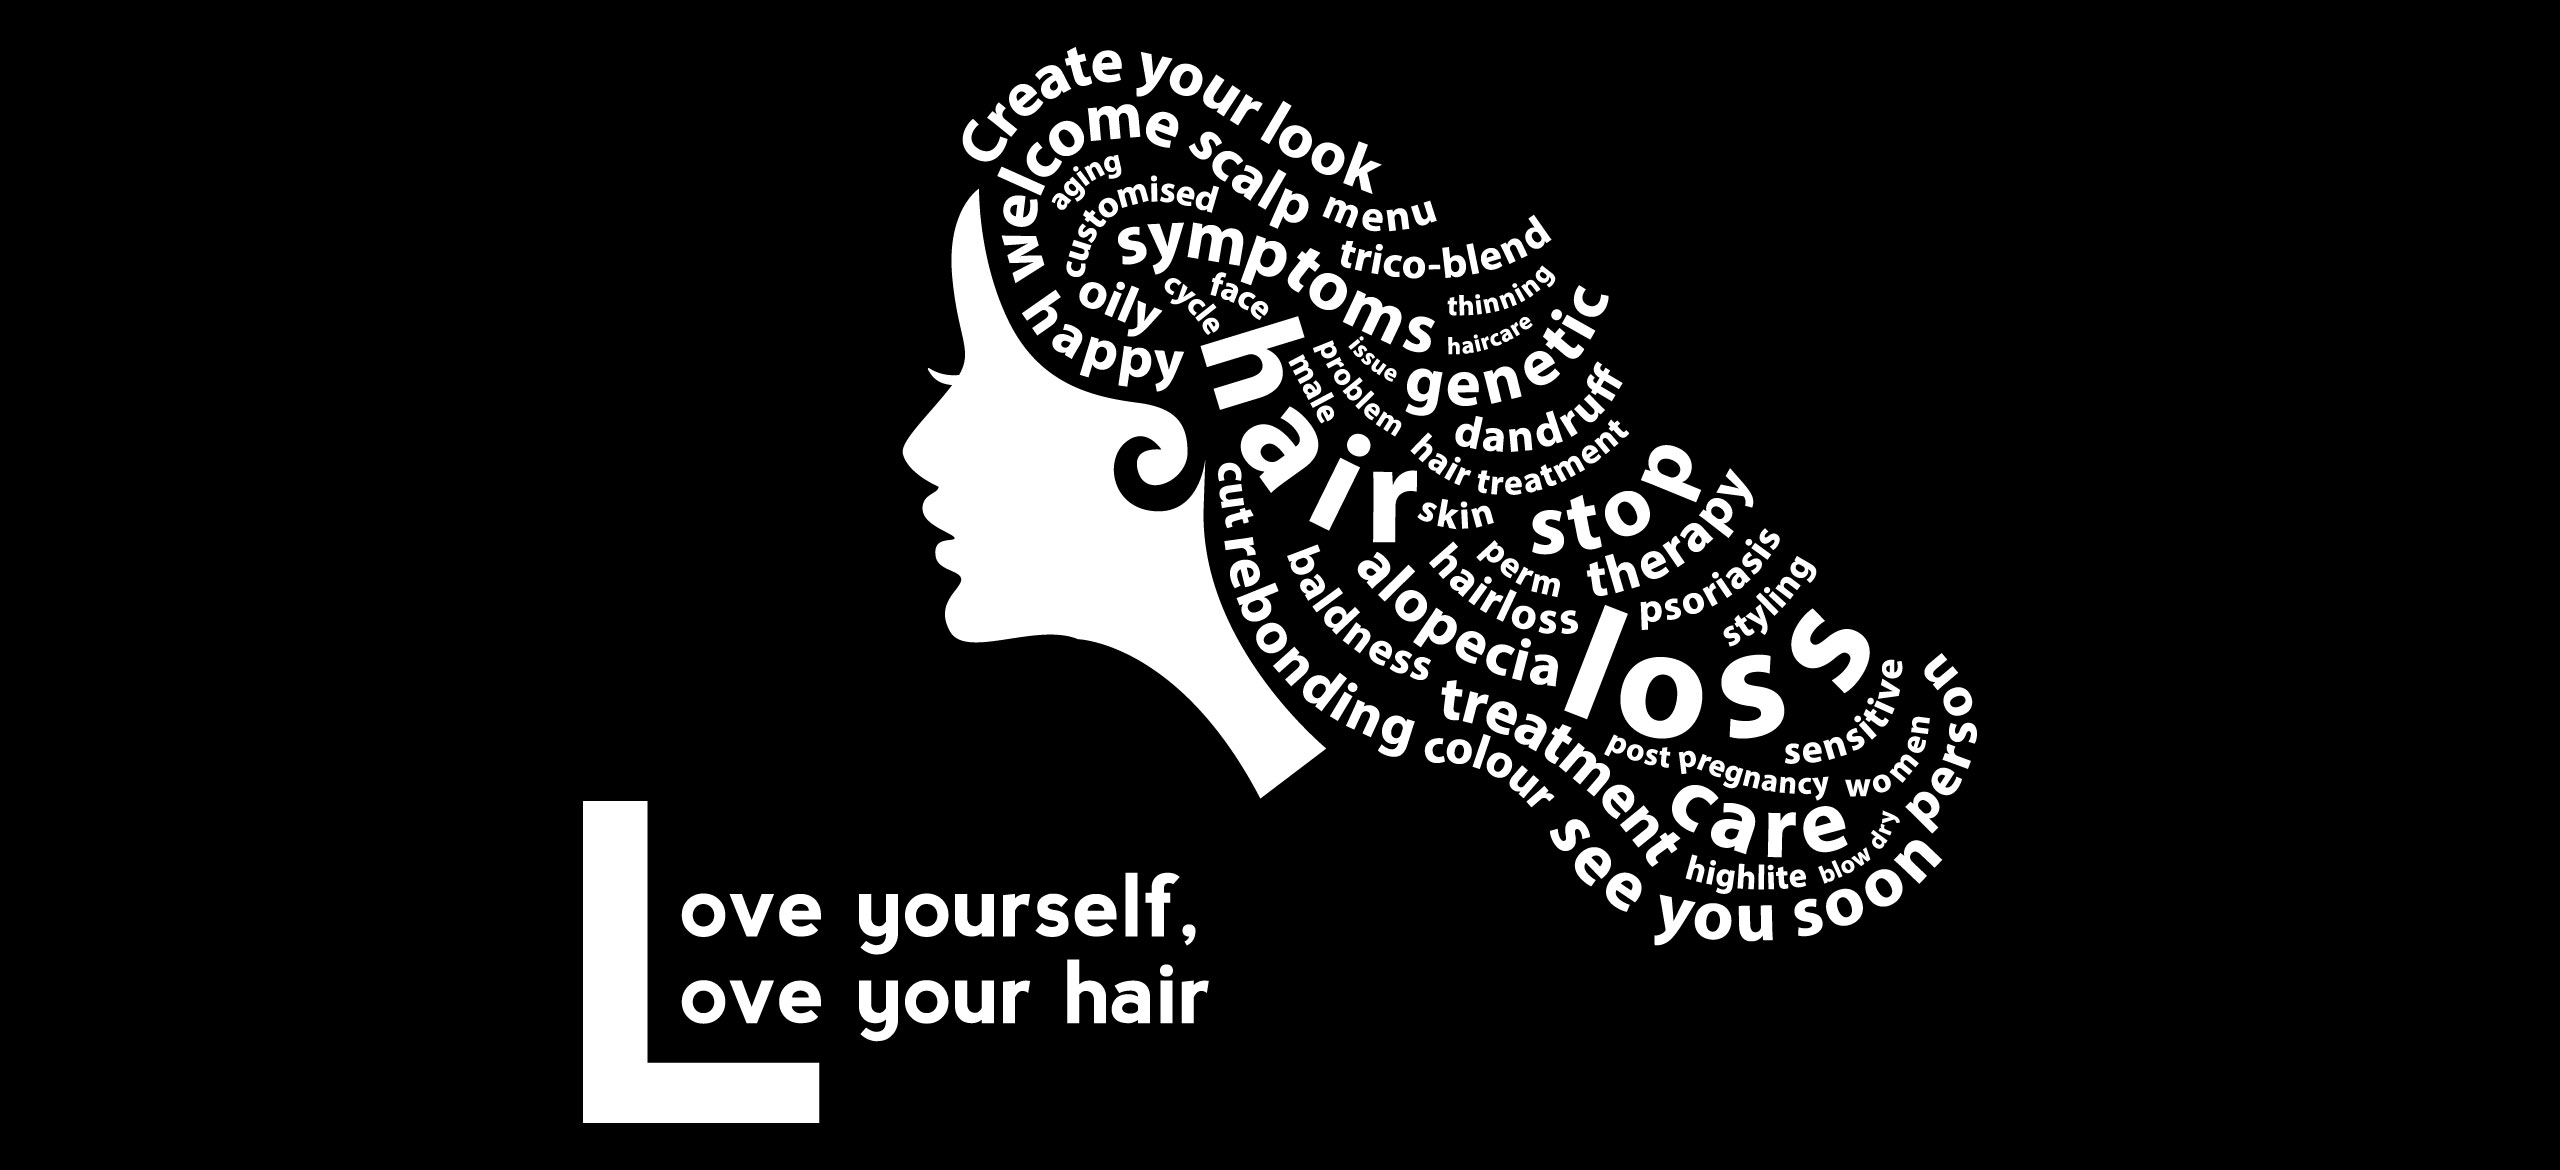 Create your look
welcome scalp menu
aging
customised
symptoms
trico-blend
oily
cycle
face
thinning
haircare
happy
hair
male
problem
issue
genetic
dandruff
hair treatment
skin
stop
therapy
psoriasis
styling
perm
hairloss
alopecia
loss
baldness
treatment
cut rebonding colour
sensitive
post pregnancy
women
person
care
highlite
blow dry
see you soon
Love yourself,
ove your hair